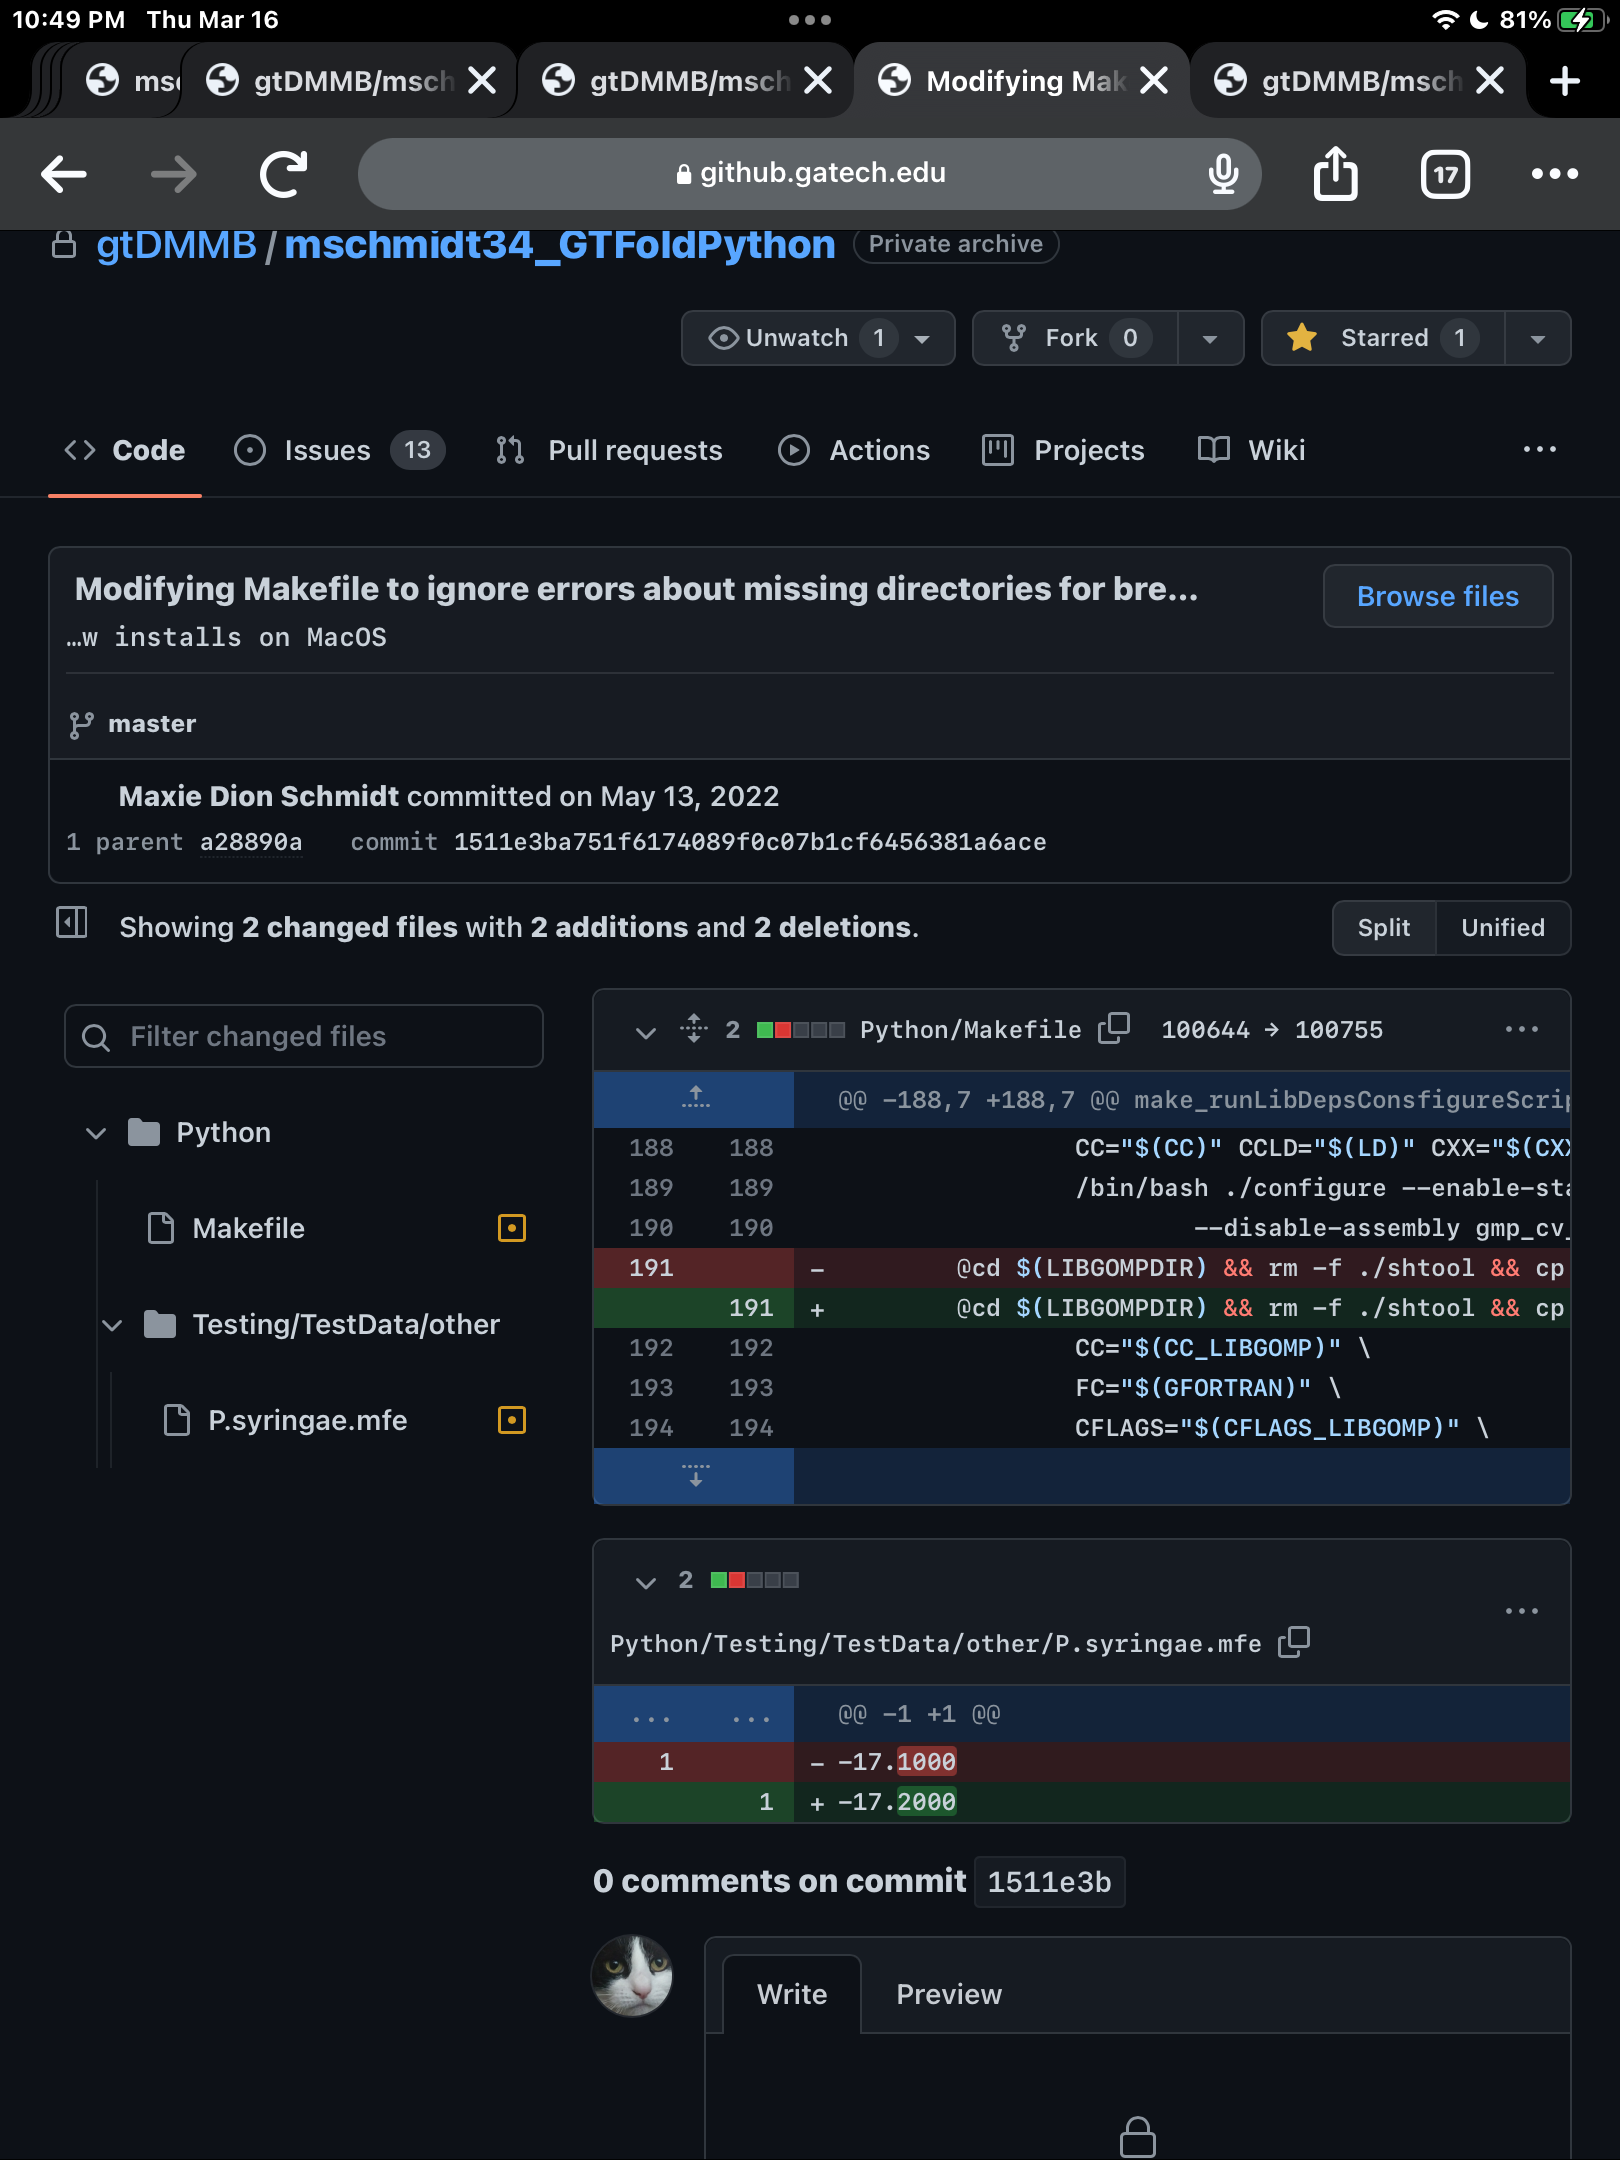 10:49 PM Thu Mar 16
81%
gtDMMB/msch
gtDMMB/msch
Modifying Mak
gtDMMB/msch
github.gatech.edu
17
gtDMMB / mschmidt34_GTFoldPython Private archive
Unwatch 1 Fork 0 Starred 1
Code Issues 13 Pull requests Actions Projects Wiki
Modifying Makefile to ignore errors about missing directories for bre...
…w installs on MacOS
Browse files
master
Maxie Dion Schmidt committed on May 13, 2022
1 parent a28890a commit 1511e3ba751f6174089f0c07b1cf6456381a6ace
Showing 2 changed files with 2 additions and 2 deletions.
Split Unified
Filter changed files
Python
Makefile
Testing/TestData/other
P.syringae.mfe
2 Python/Makefile 100644 → 100755
@@ -188,7 +188,7 @@ make_runLibDepsConsfigureScrip
188 188 CC="$(CC)" CCLD="$(LD)" CXX="$(CXX
189 189 /bin/bash ./configure --enable-sta
190 190 --disable-assembly gmp_cv_
191 - @cd $(LIBGOMPDIR) && rm -f ./shtool && cp
191 + @cd $(LIBGOMPDIR) && rm -f ./shtool && cp
192 192 CC="$(CC_LIBGOMP)" \
193 193 FC="$(GFORTRAN)" \
194 194 CFLAGS="$(CFLAGS_LIBGOMP)" \
2
Python/Testing/TestData/other/P.syringae.mfe
... ... @@ -1 +1 @@
1 - -17.1000
1 + -17.2000
0 comments on commit 1511e3b
Write Preview